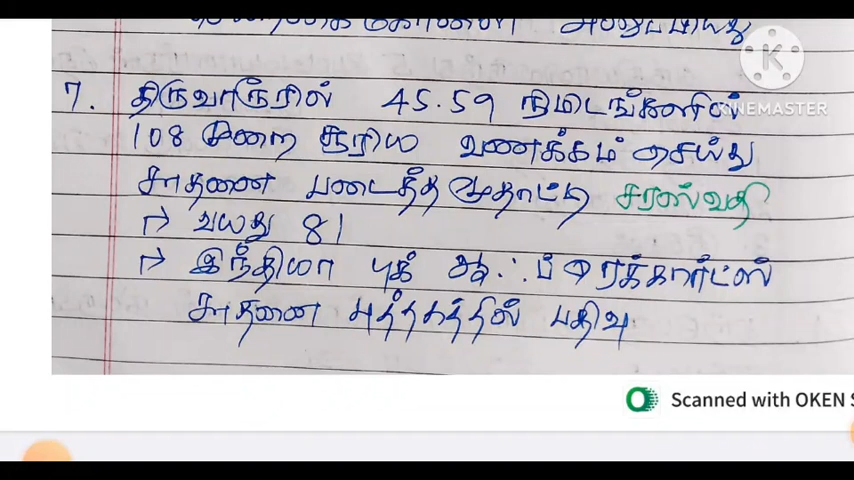 7. திருவாரூரில் 45.59 நிமிடங்களில்
KINEMASTER
108 முறை சூரிய வணக்கம் செய்து
சாதனை படைத்த மூதாட்டி சரஸ்வதி
→ வயது 81
→ இந்தியா புக் ஆஃப் ரெக்கார்ட்ஸ்
சாதனை புத்தகத்தில் பதிவு
Scanned with OKEN S